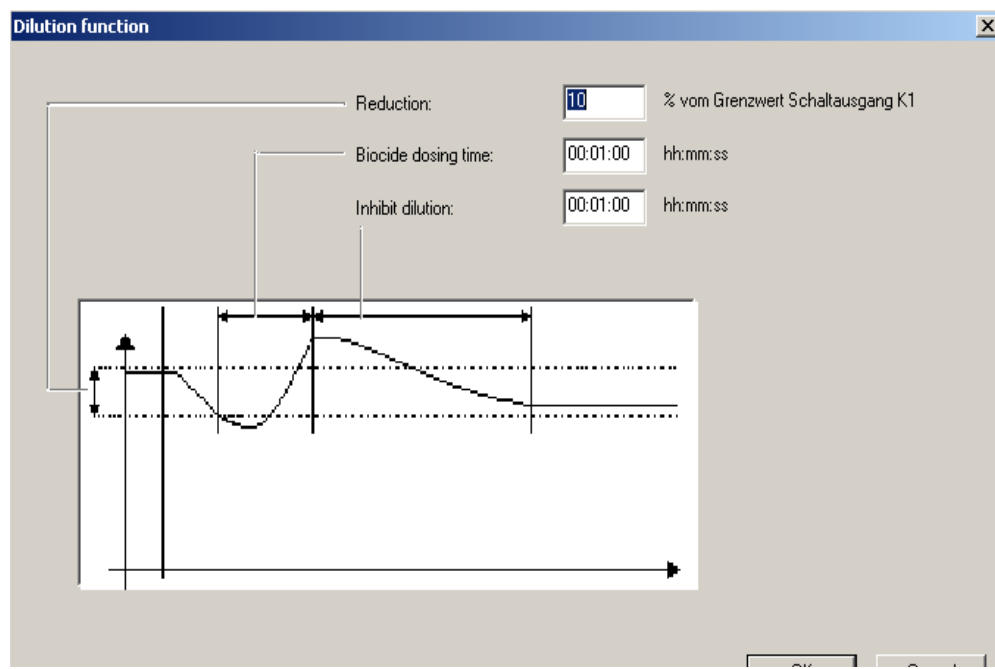 Dilution function
Reduction: 10 % vom Grenzwert Schaltausgang K1
Biocide dosing time: 00:01:00 hh:mm:ss
Inhibit dilution: 00:01:00 hh:mm:ss